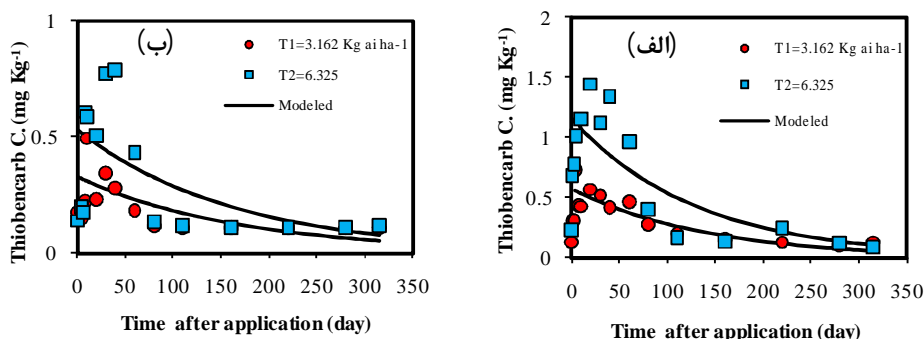 (ب)
T1=3.162 Kg ai ha-1
T2=6.325
Modeled
Thiobencarb C. (mg Kg-1)
1
0.5
0
0 50 100 150 200 250 300 350
Time after application (day)
(الف)
T1=3.162 Kg ai ha-1
T2=6.325
Modeled
Thiobencarb C. (mg Kg-1)
2
1.5
1
0.5
0
0 50 100 150 200 250 300 350
Time after application (day)